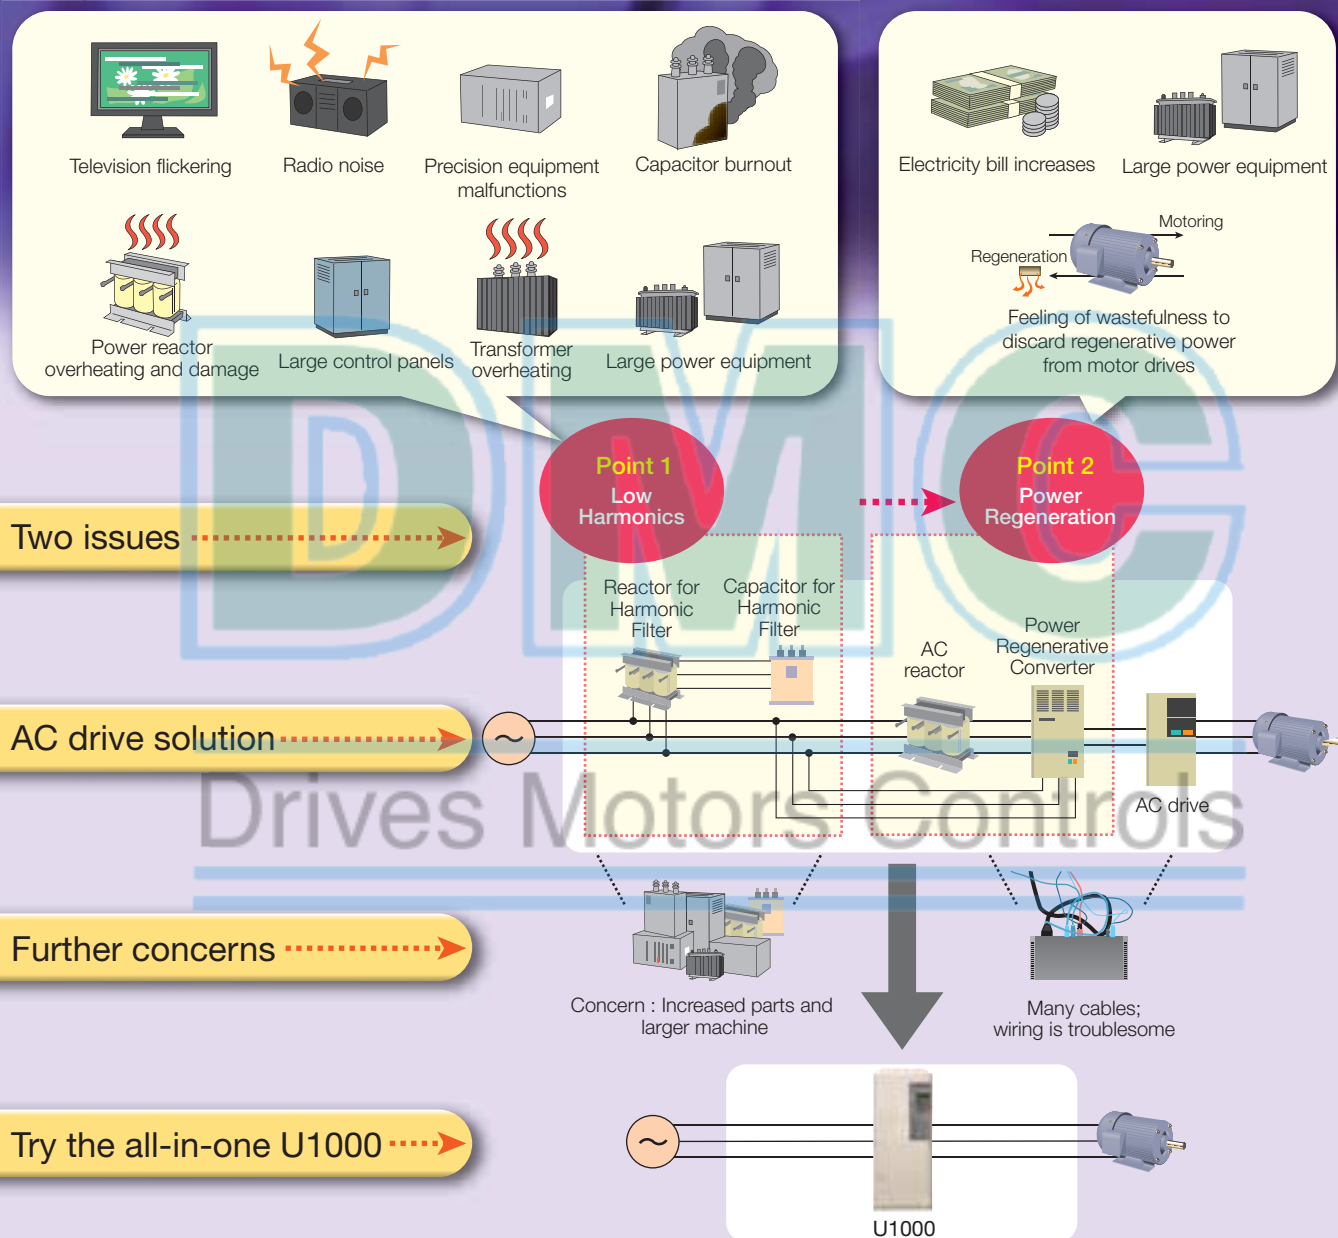 Television flickering
Radio noise
Precision equipment
malfunctions
Capacitor burnout
Power reactor
overheating and damage
Large control panels
Transformer
overheating
Large power equipment
Electricity bill increases
Large power equipment
Motoring
Regeneration
Feeling of wastefulness to
discard regenerative power
from motor drives
DMC
Point 1
Low
Harmonics
Point 2
Power
Regeneration
Two issues
Reactor for
Harmonic
Filter
Capacitor for
Harmonic
Filter
AC
reactor
Power
Regenerative
Converter
AC drive solution
AC drive
Drives Motors Controls
Further concerns
Concern : Increased parts and
larger machine
Many cables;
wiring is troublesome
Try the all-in-one U1000
U1000